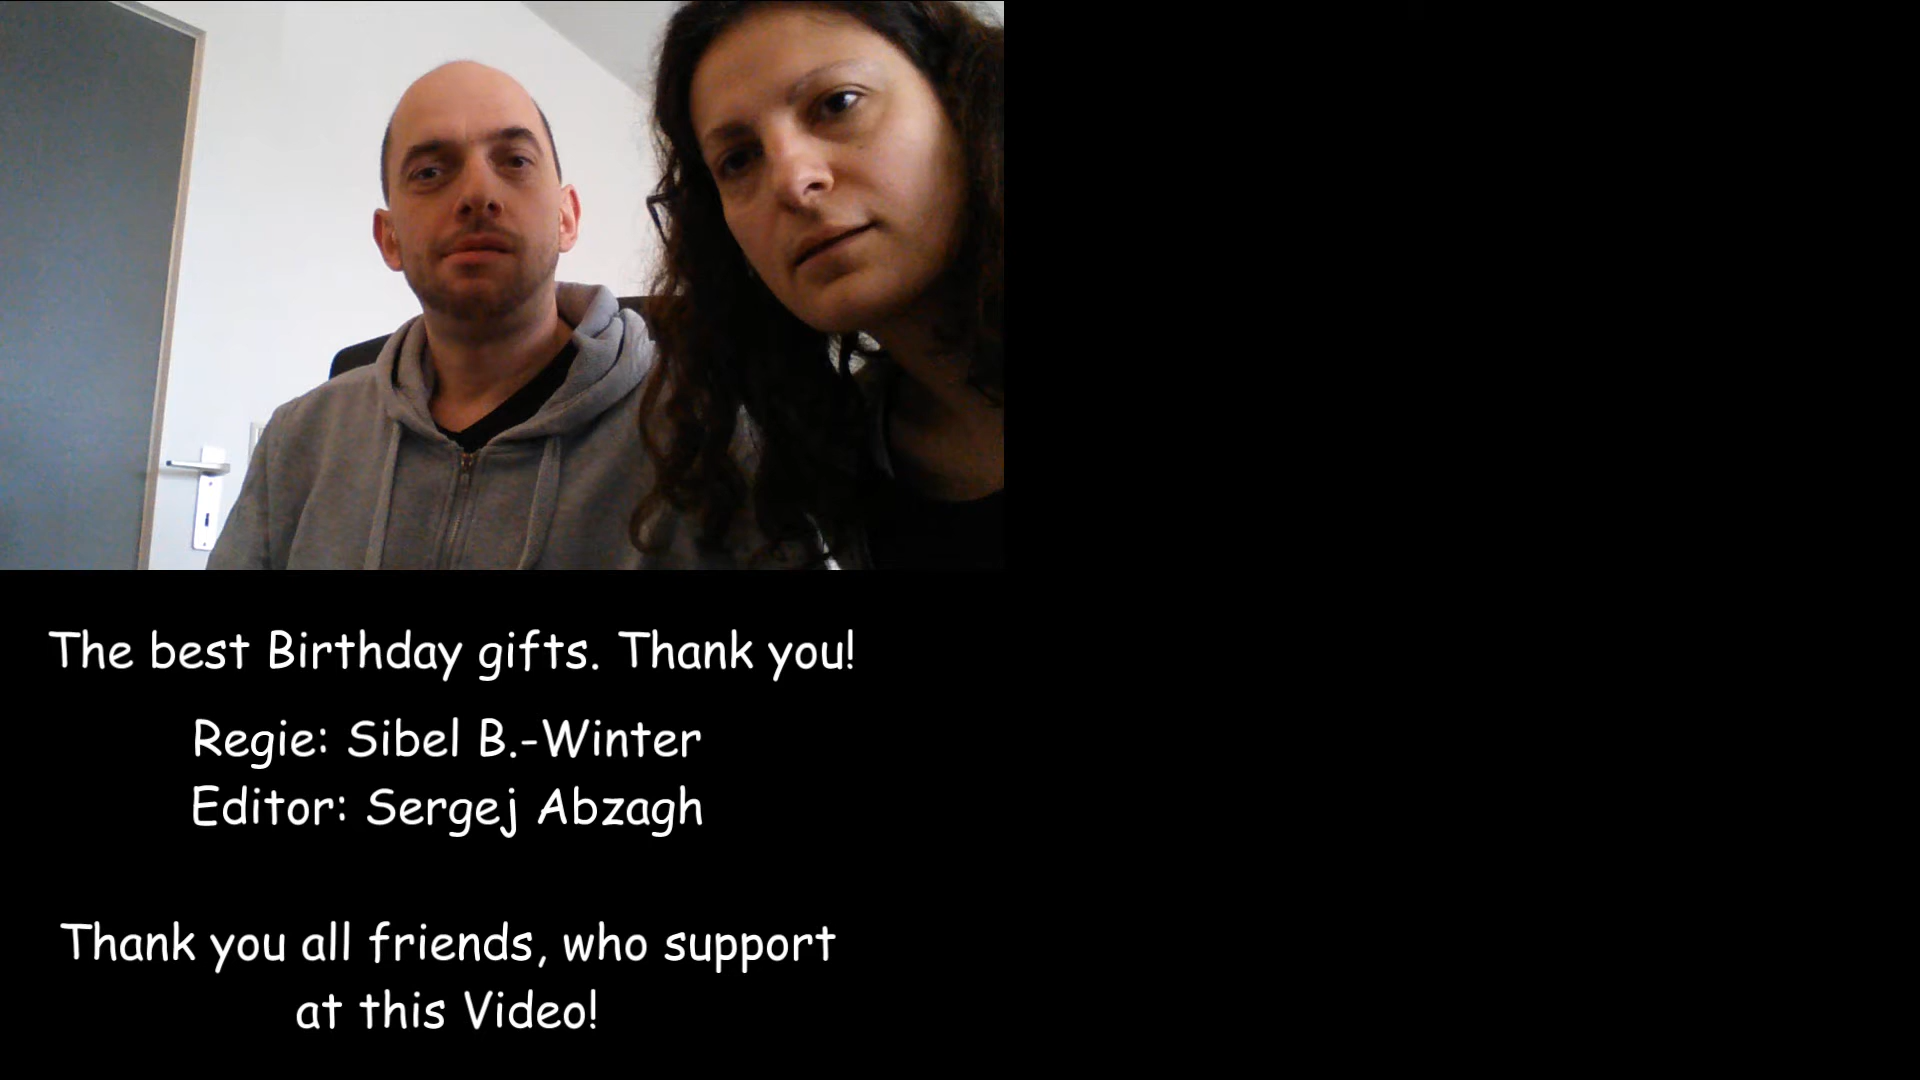 The best Birthday gifts. Thank you!
Regie: Sibel B.-Winter
Editor: Sergej Abzagh
Thank you all friends, who support
at this Video!